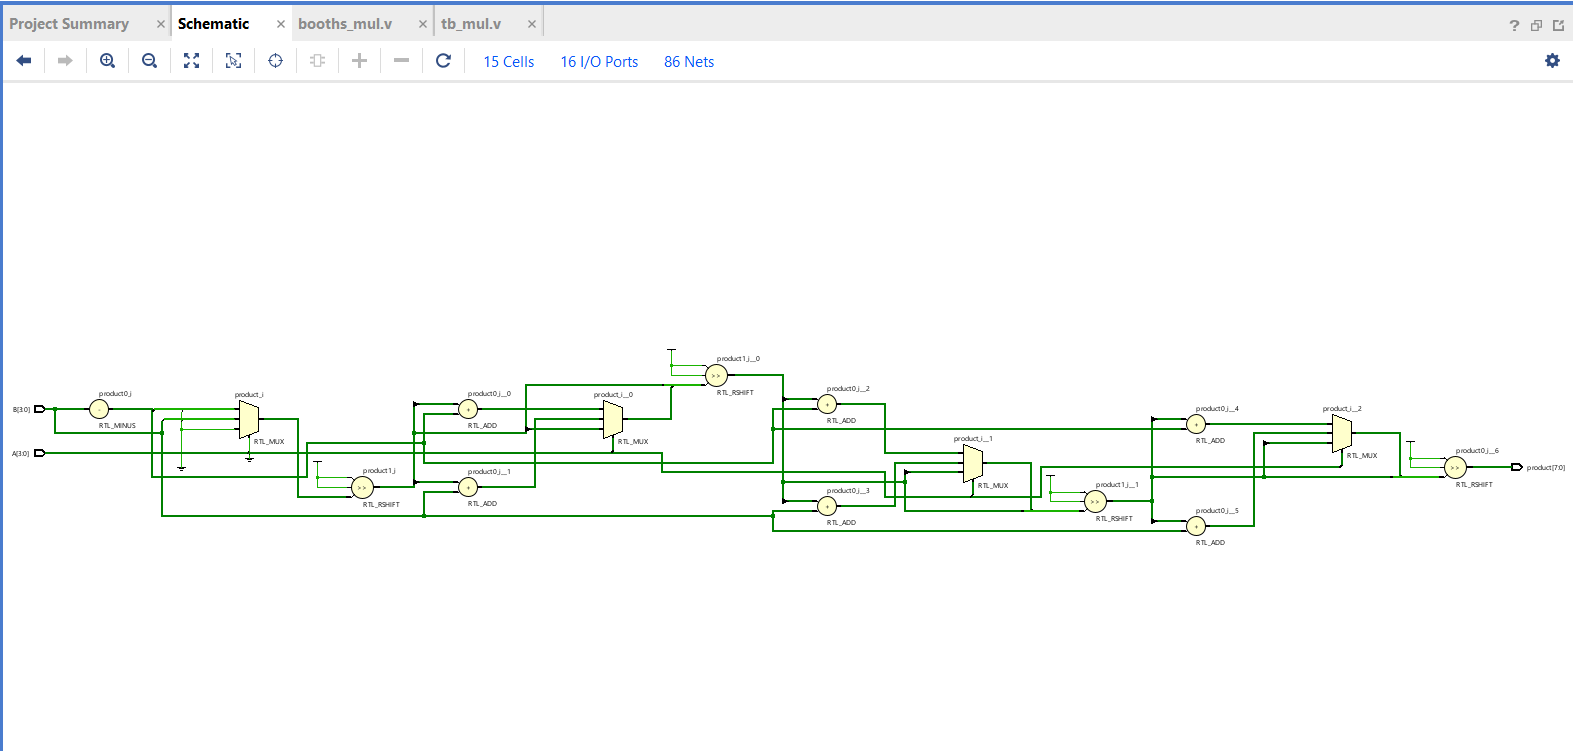 Project Summary × Schematic × booths_mul.v × tb_mul.v × ?
15 Cells 16 I/O Ports 86 Nets
product1_i__0
>>
RTL_RSHIFT
product0_i
product_i
product0_i__0
product_i__0
product0_i__2
product_i__2
B[3:0]
-
+
+
product0_i__4
RTL_MINUS
RTL_ADD
RTL_ADD
+
RTL_MUX
RTL_MUX
product_i__1
RTL_ADD
A[3:0]
RTL_MUX
product0_i__6
product1_i
product0_i__1
>>
product[7:0]
>>
+
product0_i__3
RTL_MUX
product1_i__1
RTL_RSHIFT
RTL_RSHIFT
RTL_ADD
+
>>
product0_i__5
RTL_ADD
RTL_RSHIFT
+
RTL_ADD